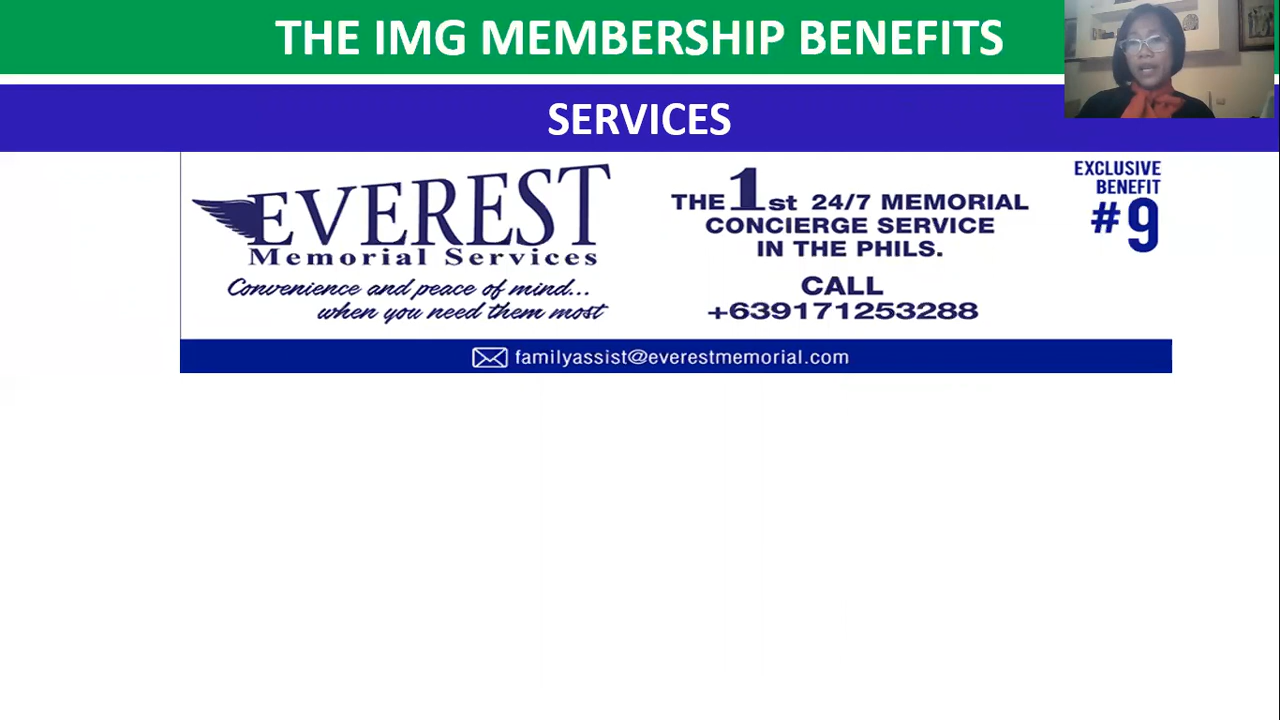 THE IMG MEMBERSHIP BENEFITS
SERVICES
EVEREST
Memorial Services
Convenience and peace of mind...
when you need them most
THE 1st 24/7 MEMORIAL
CONCIERGE SERVICE
IN THE PHILS.
CALL
+639171253288
EXCLUSIVE
BENEFIT
#9
familyassist@everestmemorial.com